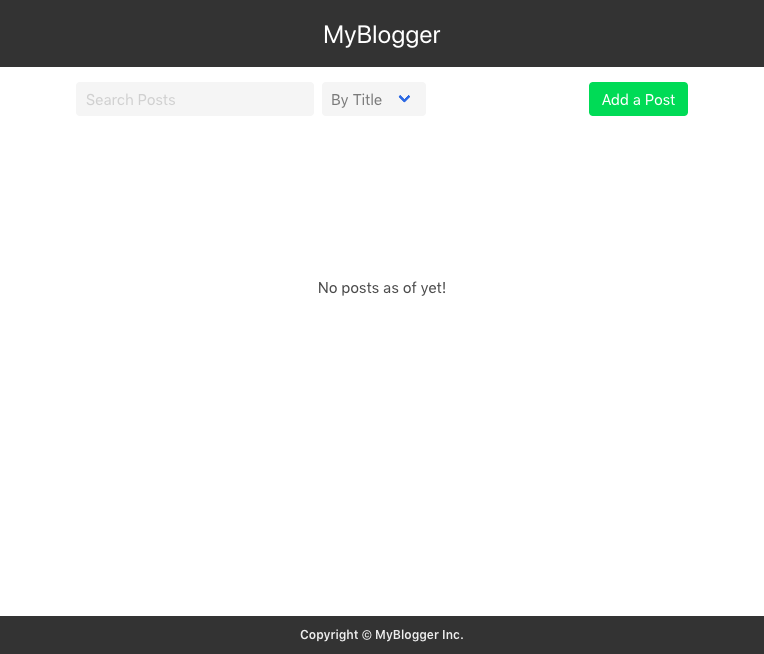 MyBlogger
Search Posts By Title Add a Post
No posts as of yet!
Copyright © MyBlogger Inc.